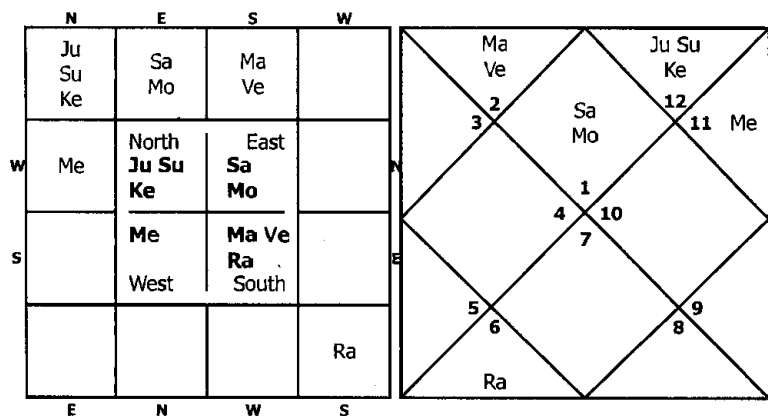 N E S W
Ju
Su
Ke
Sa
Mo
Ma
Ve
W
Me
North East
Ju Su Sa
Ke Mo
Me Ma Ve
Ra
West South
N
S
E
Ra
E N W S
Ma
Ve
Ju Su
Ke
2
3
Sa
Mo
12
11 Me
1
4 10
7
5
6
9
8
Ra